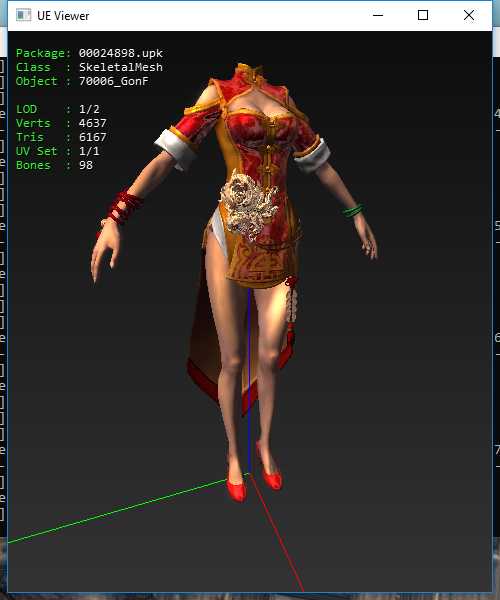 UE Viewer
Package: 00024898.upk
Class : SkeletalMesh
Object : 70006_GonF
LOD : 1/2
Verts : 4637
Tris : 6167
UV Set : 1/1
Bones : 98